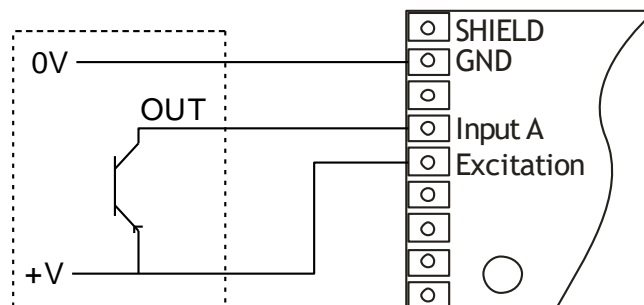 SHIELD
0V
GND
OUT
Input A
Excitation
+V